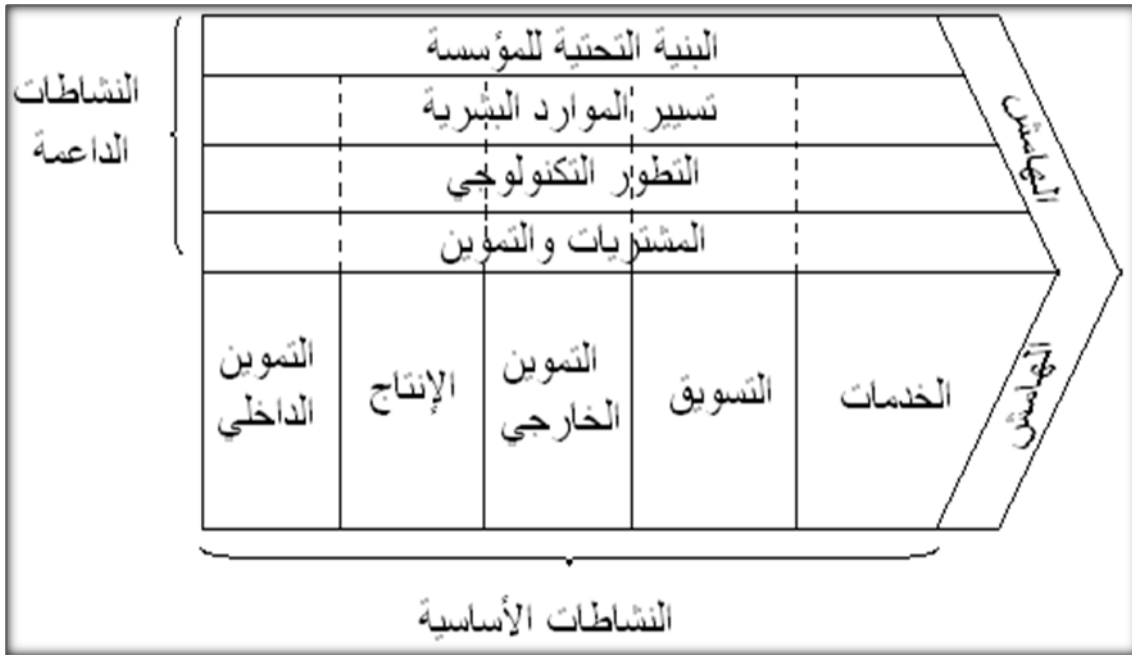 البنية التحتية للمؤسسة
تسيير الموارد البشرية
التطور التكنولوجي
المشتريات والتموين
النشاطات
الداعمة
الهامش
الهامش
التموين
الداخلي
الإنتاج
التموين
الخارجي
التسويق
الخدمات
النشاطات الأساسية